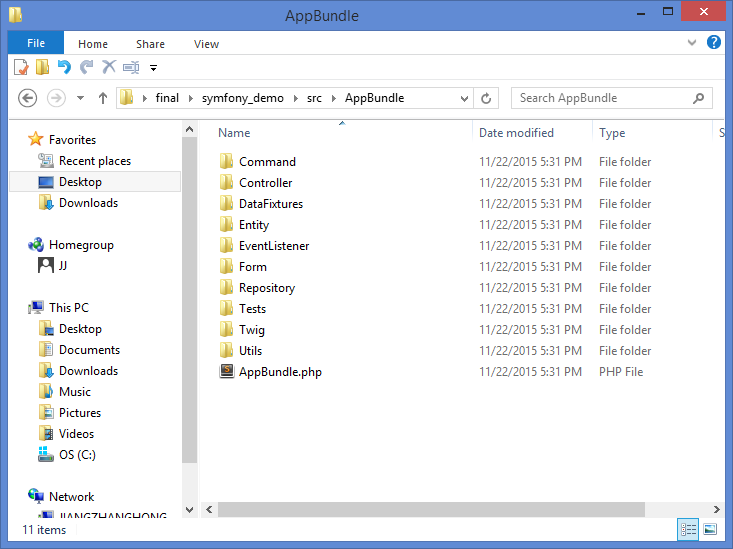 AppBundle
File Home Share View
final symfony_demo src AppBundle Search AppBundle
Name Date modified Type S
Favorites
Recent places
Desktop
Downloads
Homegroup
JJ
This PC
Desktop
Documents
Downloads
Music
Pictures
Videos
OS (C:)
Network
JIANGZHANGHONG
Command 11/22/2015 5:31 PM File folder
Controller 11/22/2015 5:31 PM File folder
DataFixtures 11/22/2015 5:31 PM File folder
Entity 11/22/2015 5:31 PM File folder
EventListener 11/22/2015 5:31 PM File folder
Form 11/22/2015 5:31 PM File folder
Repository 11/22/2015 5:31 PM File folder
Tests 11/22/2015 5:31 PM File folder
Twig 11/22/2015 5:31 PM File folder
Utils 11/22/2015 5:31 PM File folder
AppBundle.php 11/22/2015 5:31 PM PHP File
11 items